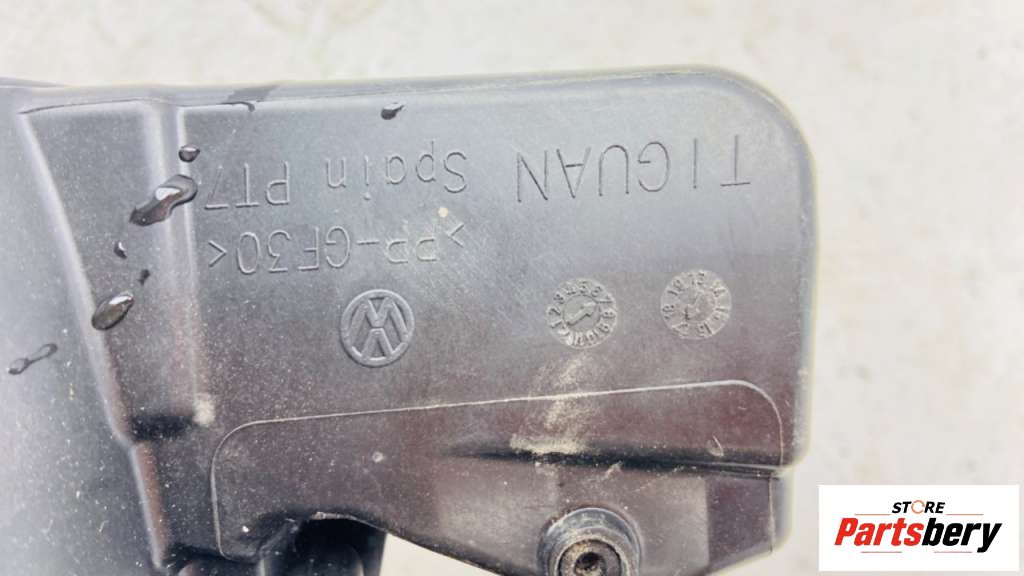 TIGUAN Spain PT7
>PP-GF30<
STORE
Partsbery